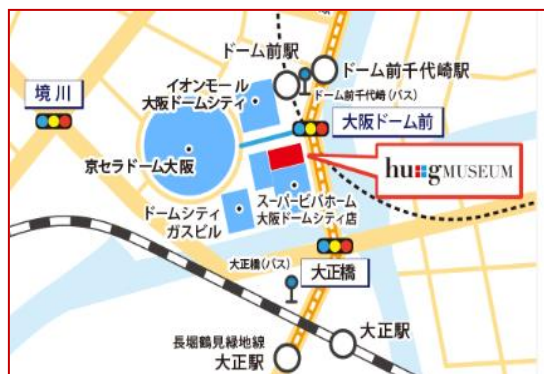 ドーム前駅
ドーム前千代崎駅
イオンモール
大阪ドームシティ
ドーム前千代崎(バス)
境川
大阪ドーム前
京セラドーム大阪
hu+gMUSEUM
スーパービバホーム
大阪ドームシティ店
ドームシティ
ガスビル
大正橋(バス)
大正橋
大正駅
長堀鶴見緑地線
大正駅